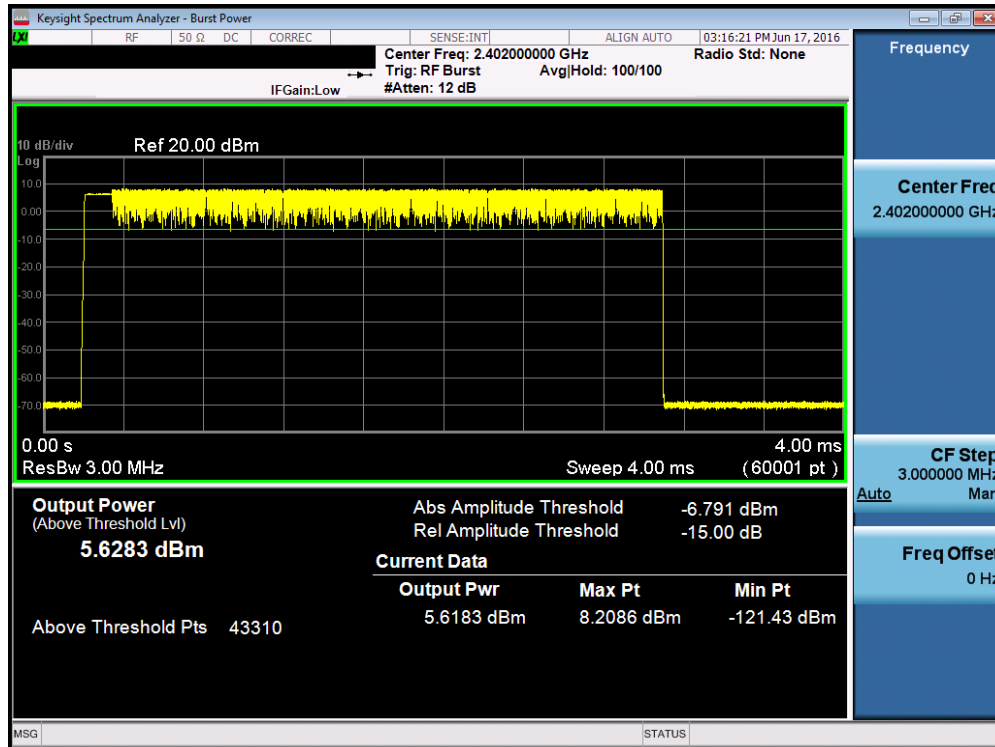 Keysight Spectrum Analyzer - Burst Power
LXI RF 50 Ω DC CORREC SENSE:INT ALIGN AUTO 03:16:21 PM Jun 17, 2016
Center Freq: 2.402000000 GHz Radio Std: None
Trig: RF Burst Avg|Hold: 100/100
IFGain:Low #Atten: 12 dB
Frequency
10 dB/div Ref 20.00 dBm
Log
10.0
0.00
-10.0
-20.0
-30.0
-40.0
-50.0
-60.0
-70.0
0.00 s 4.00 ms
ResBw 3.00 MHz Sweep 4.00 ms (60001 pt )
Center Freq
2.402000000 GHz
CF Step
3.000000 MHz
Auto Man
Freq Offset
0 Hz
Output Power
(Above Threshold Lvl)
5.6283 dBm
Above Threshold Pts 43310
Abs Amplitude Threshold -6.791 dBm
Rel Amplitude Threshold -15.00 dB
Current Data
Output Pwr Max Pt Min Pt
5.6183 dBm 8.2086 dBm -121.43 dBm
MSG STATUS